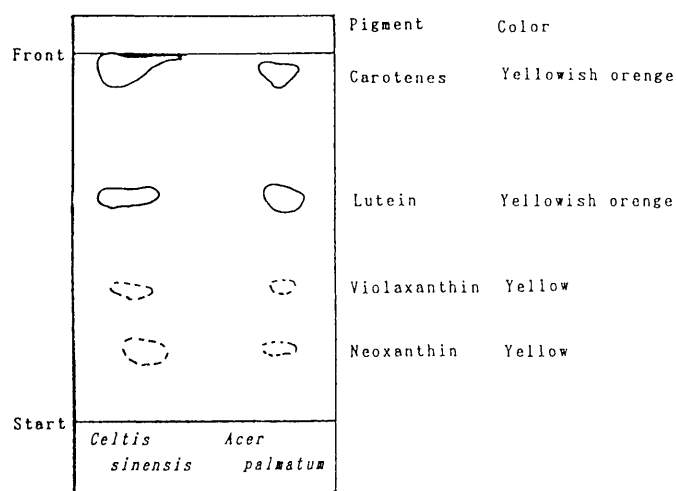 Pigment Color
Front
Carotenes Yellowish orenge
Lutein Yellowish orenge
Violaxanthin Yellow
Neoxanthin Yellow
Start
Celtis Acer
sinensis palmatum